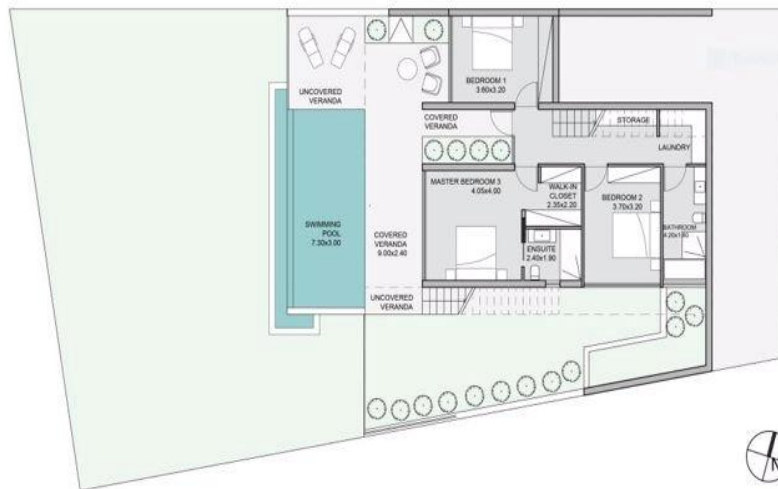 BEDROOM 1
3.60x3.20
UNCOVERED
VERANDA
COVERED
VERANDA
STORAGE
LAUNDRY
MASTER BEDROOM 3
4.05x4.00
WALK-IN
CLOSET
2.35x2.20
BEDROOM 2
3.70x3.20
SWIMMING
POOL
7.30x3.00
COVERED
VERANDA
9.00x2.40
ENSUITE
2.40x1.80
BATHROOM
UNCOVERED
VERANDA
N